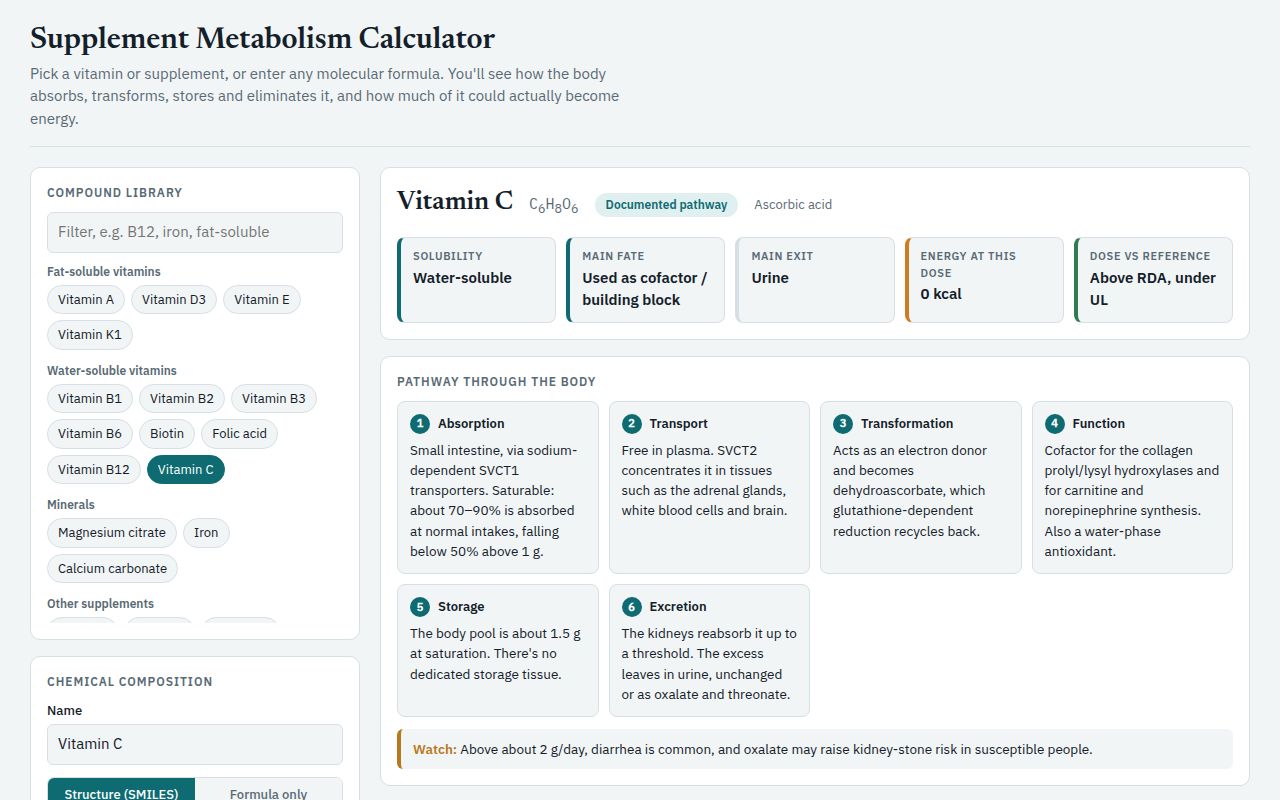 Supplement Metabolism Calculator
Pick a vitamin or supplement, or enter any molecular formula. You'll see how the body
absorbs, transforms, stores and eliminates it, and how much of it could actually become
energy.
COMPOUND LIBRARY
Filter, e.g. B12, iron, fat-soluble
Fat-soluble vitamins
Vitamin A
Vitamin D3
Vitamin E
Vitamin K1
Water-soluble vitamins
Vitamin B1
Vitamin B2
Vitamin B3
Vitamin B6
Biotin
Folic acid
Vitamin B12
Vitamin C
Minerals
Magnesium citrate
Iron
Calcium carbonate
Other supplements
CHEMICAL COMPOSITION
Name
Vitamin C
Structure (SMILES)
Formula only
Vitamin C
C₆H₈O₆
Documented pathway
Ascorbic acid
SOLUBILITY
Water-soluble
MAIN FATE
Used as cofactor /
building block
MAIN EXIT
Urine
ENERGY AT THIS
DOSE
0 kcal
DOSE VS REFERENCE
Above RDA, under
UL
PATHWAY THROUGH THE BODY
1 Absorption
Small intestine, via sodium-
dependent SVCT1
transporters. Saturable:
about 70–90% is absorbed
at normal intakes, falling
below 50% above 1 g.
2 Transport
Free in plasma. SVCT2
concentrates it in tissues
such as the adrenal glands,
white blood cells and brain.
3 Transformation
Acts as an electron donor
and becomes
dehydroascorbate, which
glutathione-dependent
reduction recycles back.
4 Function
Cofactor for the collagen
prolyl/lysyl hydroxylases and
for carnitine and
norepinephrine synthesis.
Also a water-phase
antioxidant.
5 Storage
The body pool is about 1.5 g
at saturation. There's no
dedicated storage tissue.
6 Excretion
The kidneys reabsorb it up to
a threshold. The excess
leaves in urine, unchanged
or as oxalate and threonate.
Watch: Above about 2 g/day, diarrhea is common, and oxalate may raise kidney-stone risk in susceptible people.